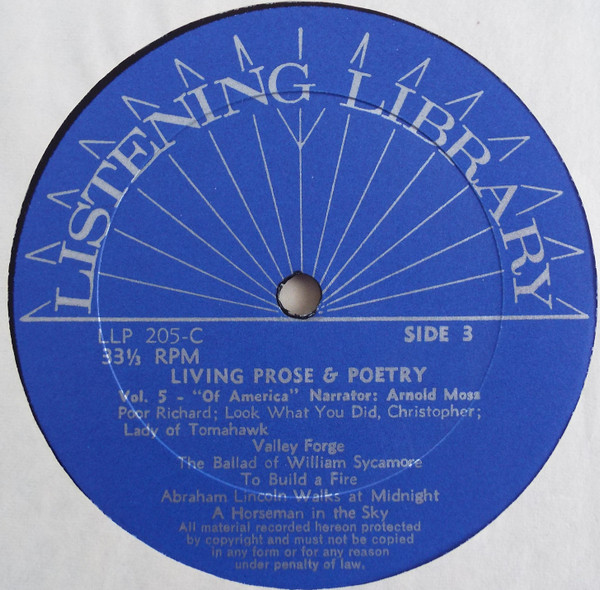 LISTENING LIBRARY
LLP 205-C
SIDE 3
33⅓ RPM
LIVING PROSE & POETRY
Vol. 5 - "Of America" Narrator: Arnold Moss
Poor Richard; Look What You Did, Christopher;
Lady of Tomahawk
Valley Forge
The Ballad of William Sycamore
To Build a Fire
Abraham Lincoln Walks at Midnight
A Horseman in the Sky
All material recorded hereon protected
by copyright and must not be copied
in any form or for any reason
under penalty of law.